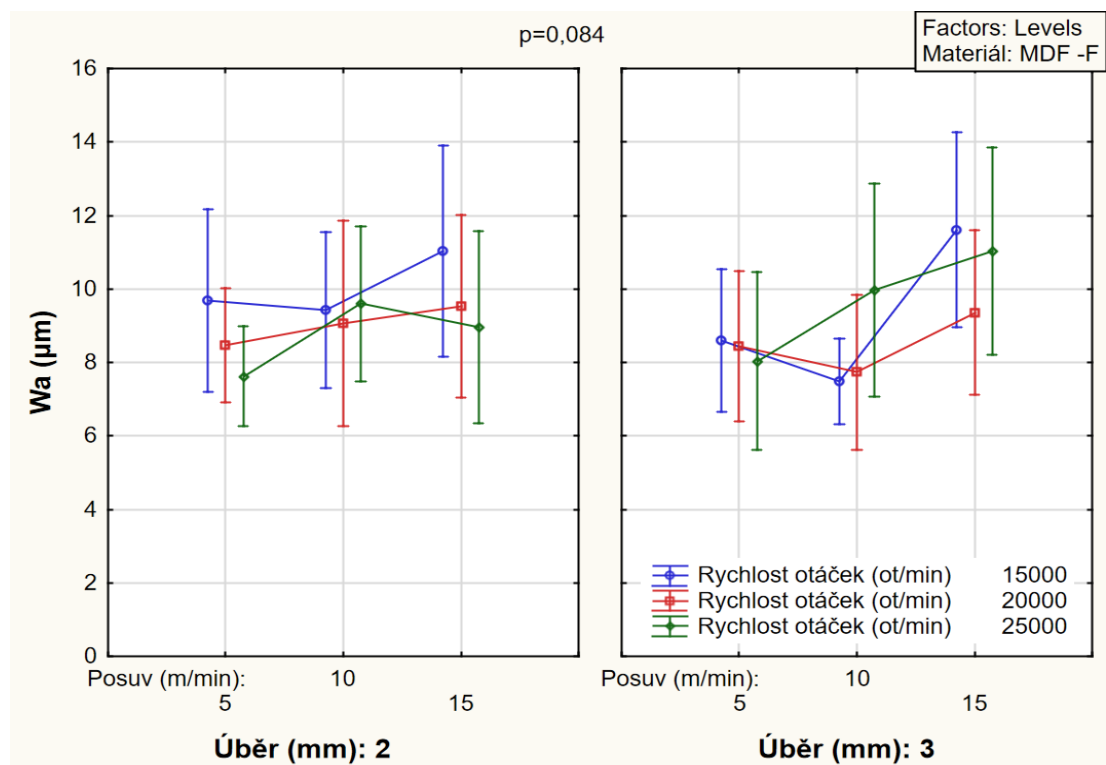 p=0,084
Factors: Levels
Materiál: MDF -F
Wa (µm)
16
14
12
10
8
6
4
2
0
Posuv (m/min):
5
10
15
Úběr (mm): 2
Rychlost otáček (ot/min) 15000
Rychlost otáček (ot/min) 20000
Rychlost otáček (ot/min) 25000
Posuv (m/min):
5
10
15
Úběr (mm): 3